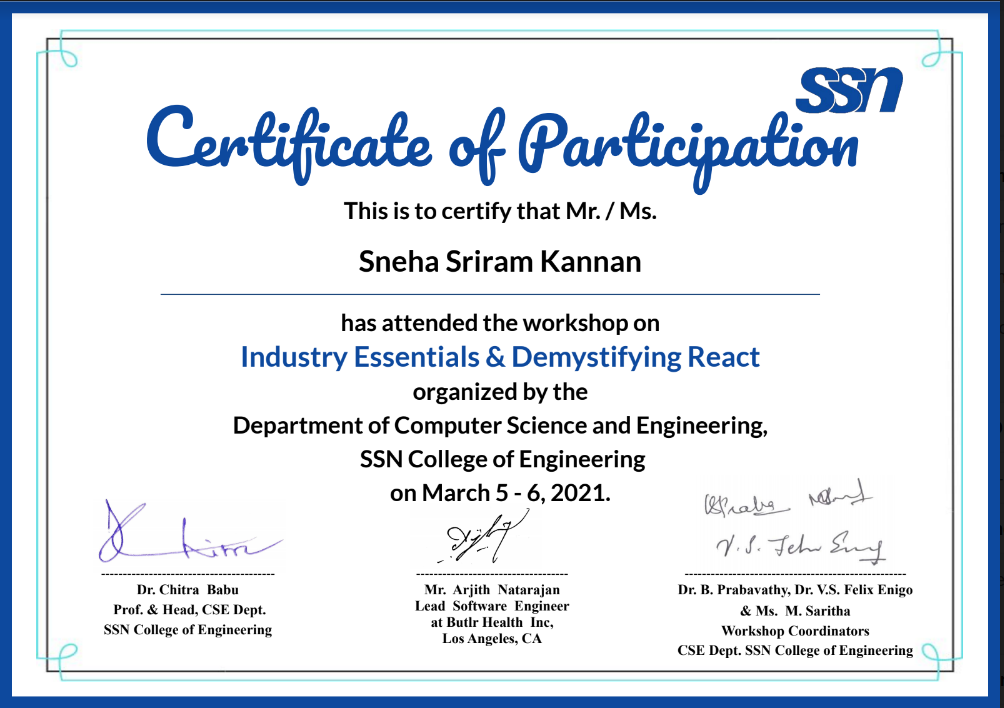 ssn
Certificate of Participation
This is to certify that Mr. / Ms.
Sneha Sriram Kannan
has attended the workshop on
Industry Essentials & Demystifying React
organized by the
Department of Computer Science and Engineering,
SSN College of Engineering
on March 5 - 6, 2021.
Dr. Chitra Babu
Prof. & Head, CSE Dept.
SSN College of Engineering
Mr. Arjith Natarajan
Lead Software Engineer
at Butlr Health Inc,
Los Angeles, CA
Dr. B. Prabavathy, Dr. V.S. Felix Enigo
& Ms. M. Saritha
Workshop Coordinators
CSE Dept. SSN College of Engineering